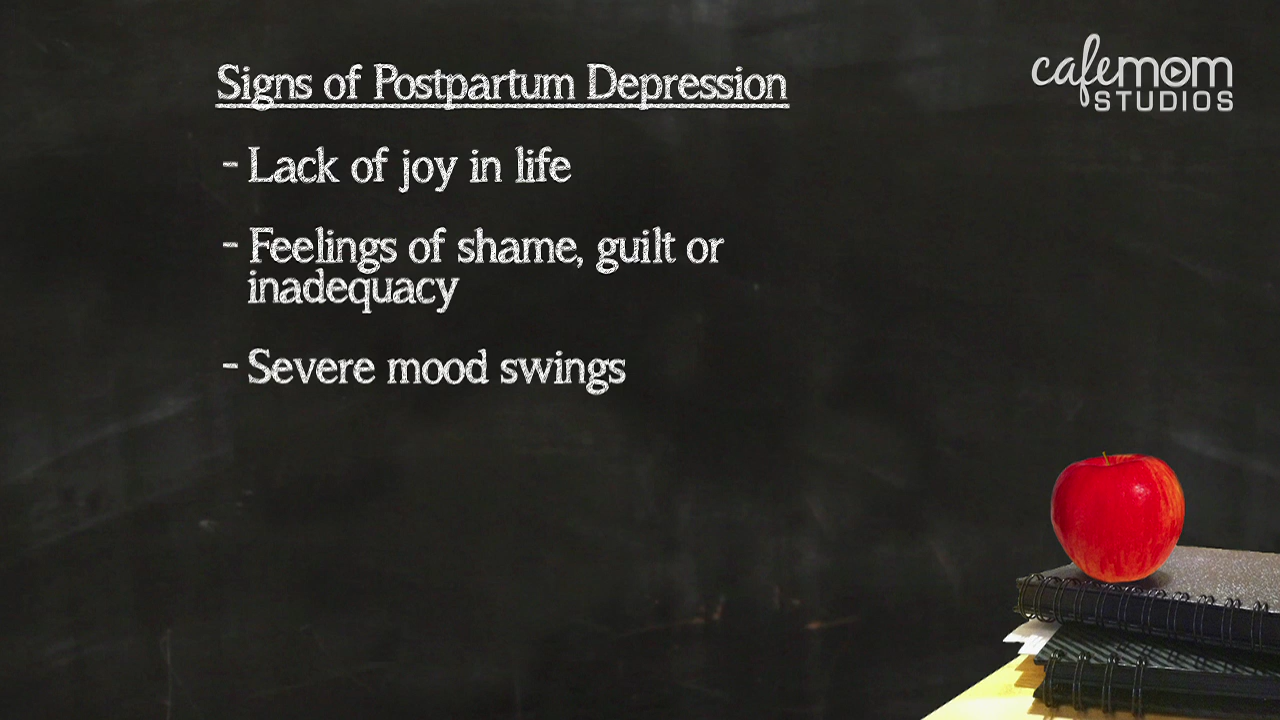 Signs of Postpartum Depression
cafemom
STUDIOS
- Lack of joy in life
- Feelings of shame, guilt or
inadequacy
- Severe mood swings